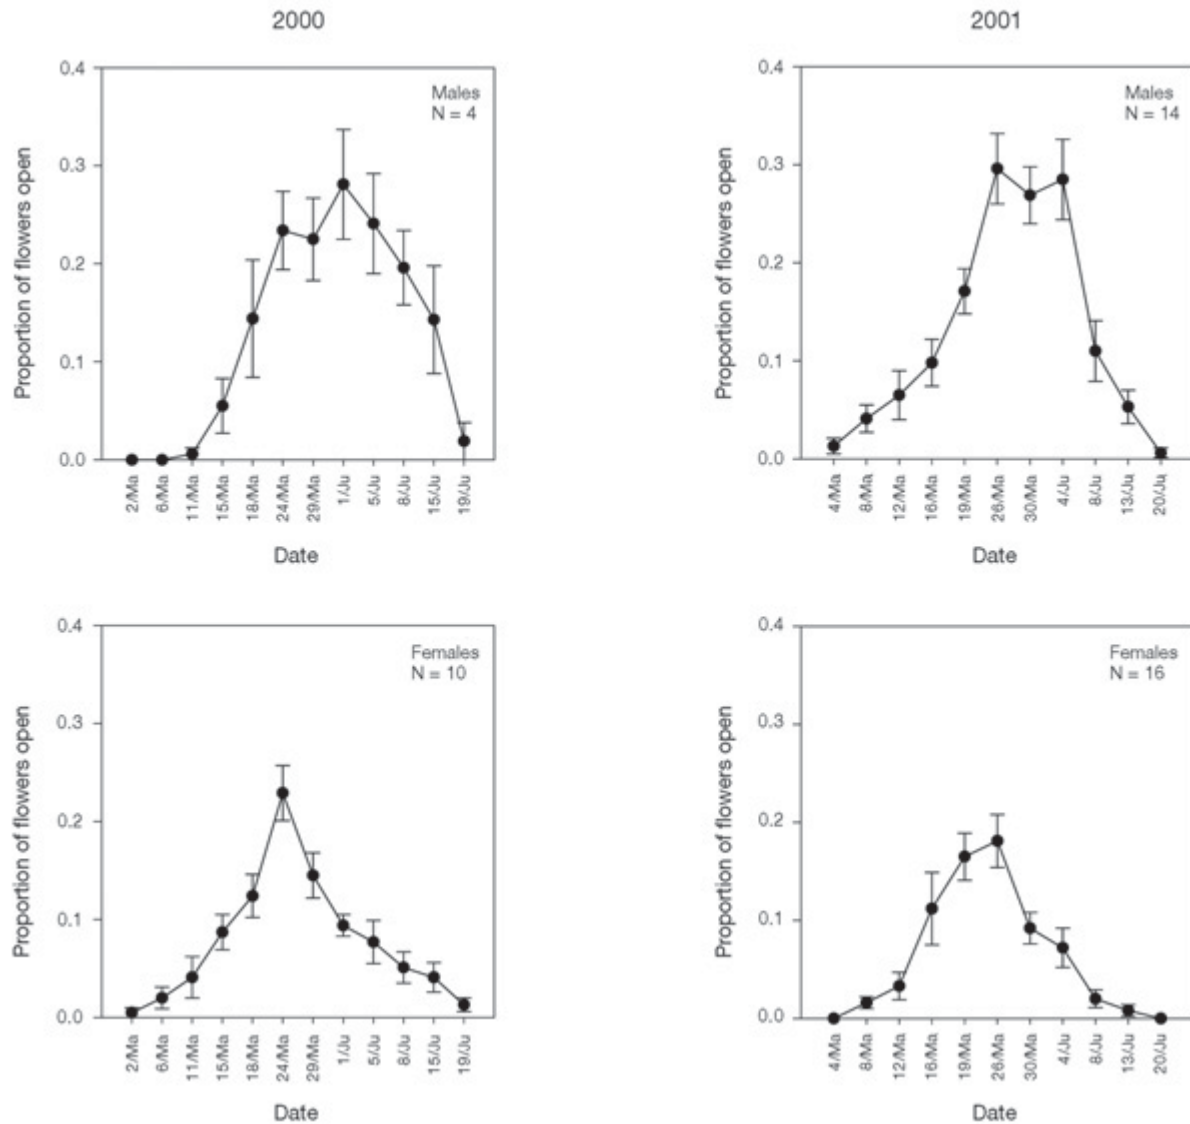 2000
2001
Males
N = 4
Proportion of flowers open
0.4
0.3
0.2
0.1
0.0
2/Ma
6/Ma
11/Ma
15/Ma
18/Ma
24/Ma
29/Ma
1/Ju
5/Ju
8/Ju
15/Ju
19/Ju
Date
Males
N = 14
Proportion of flowers open
0.4
0.3
0.2
0.1
0.0
4/Ma
8/Ma
12/Ma
16/Ma
19/Ma
26/Ma
30/Ma
4/Ju
8/Ju
13/Ju
20/Ju
Date
Females
N = 10
Proportion of flowers open
0.4
0.3
0.2
0.1
0.0
2/Ma
6/Ma
11/Ma
15/Ma
18/Ma
24/Ma
29/Ma
1/Ju
5/Ju
8/Ju
15/Ju
19/Ju
Date
Females
N = 16
Proportion of flowers open
0.4
0.3
0.2
0.1
0.0
4/Ma
8/Ma
12/Ma
16/Ma
19/Ma
26/Ma
30/Ma
4/Ju
8/Ju
13/Ju
20/Ju
Date